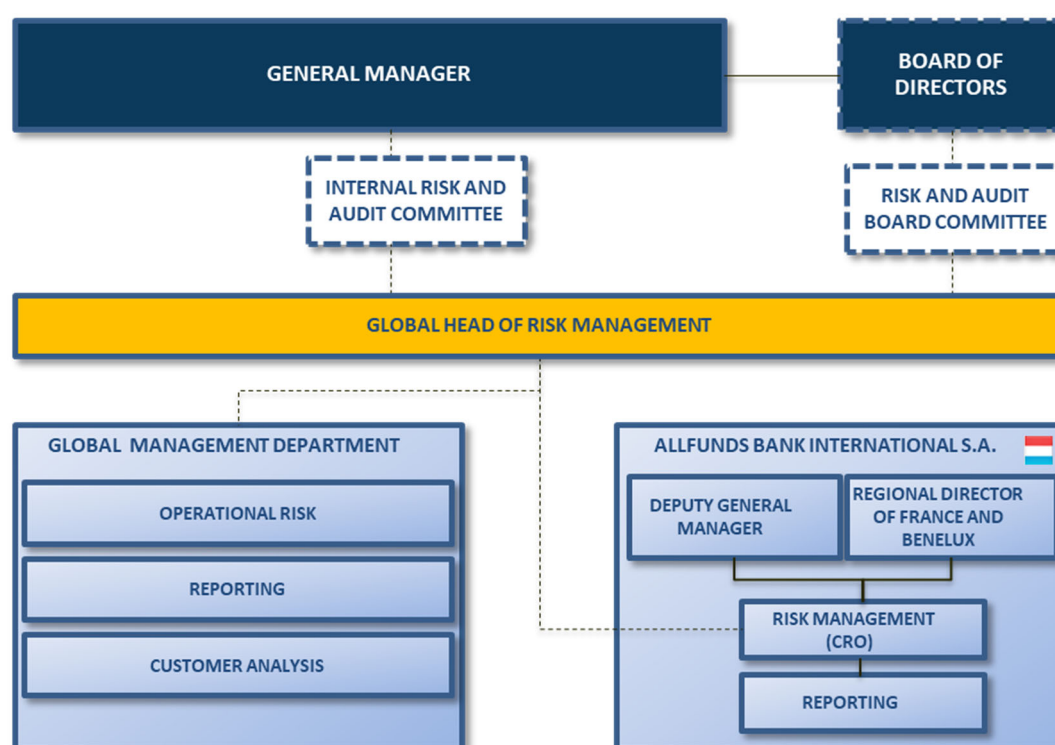 GENERAL MANAGER
BOARD OF
DIRECTORS
INTERNAL RISK AND
AUDIT COMMITTEE
RISK AND AUDIT
BOARD COMMITTEE
GLOBAL HEAD OF RISK MANAGEMENT
GLOBAL MANAGEMENT DEPARTMENT
OPERATIONAL RISK
REPORTING
CUSTOMER ANALYSIS
ALLFUNDS BANK INTERNATIONAL S.A.
DEPUTY GENERAL
MANAGER
REGIONAL DIRECTOR
OF FRANCE AND
BENELUX
RISK MANAGEMENT
(CRO)
REPORTING